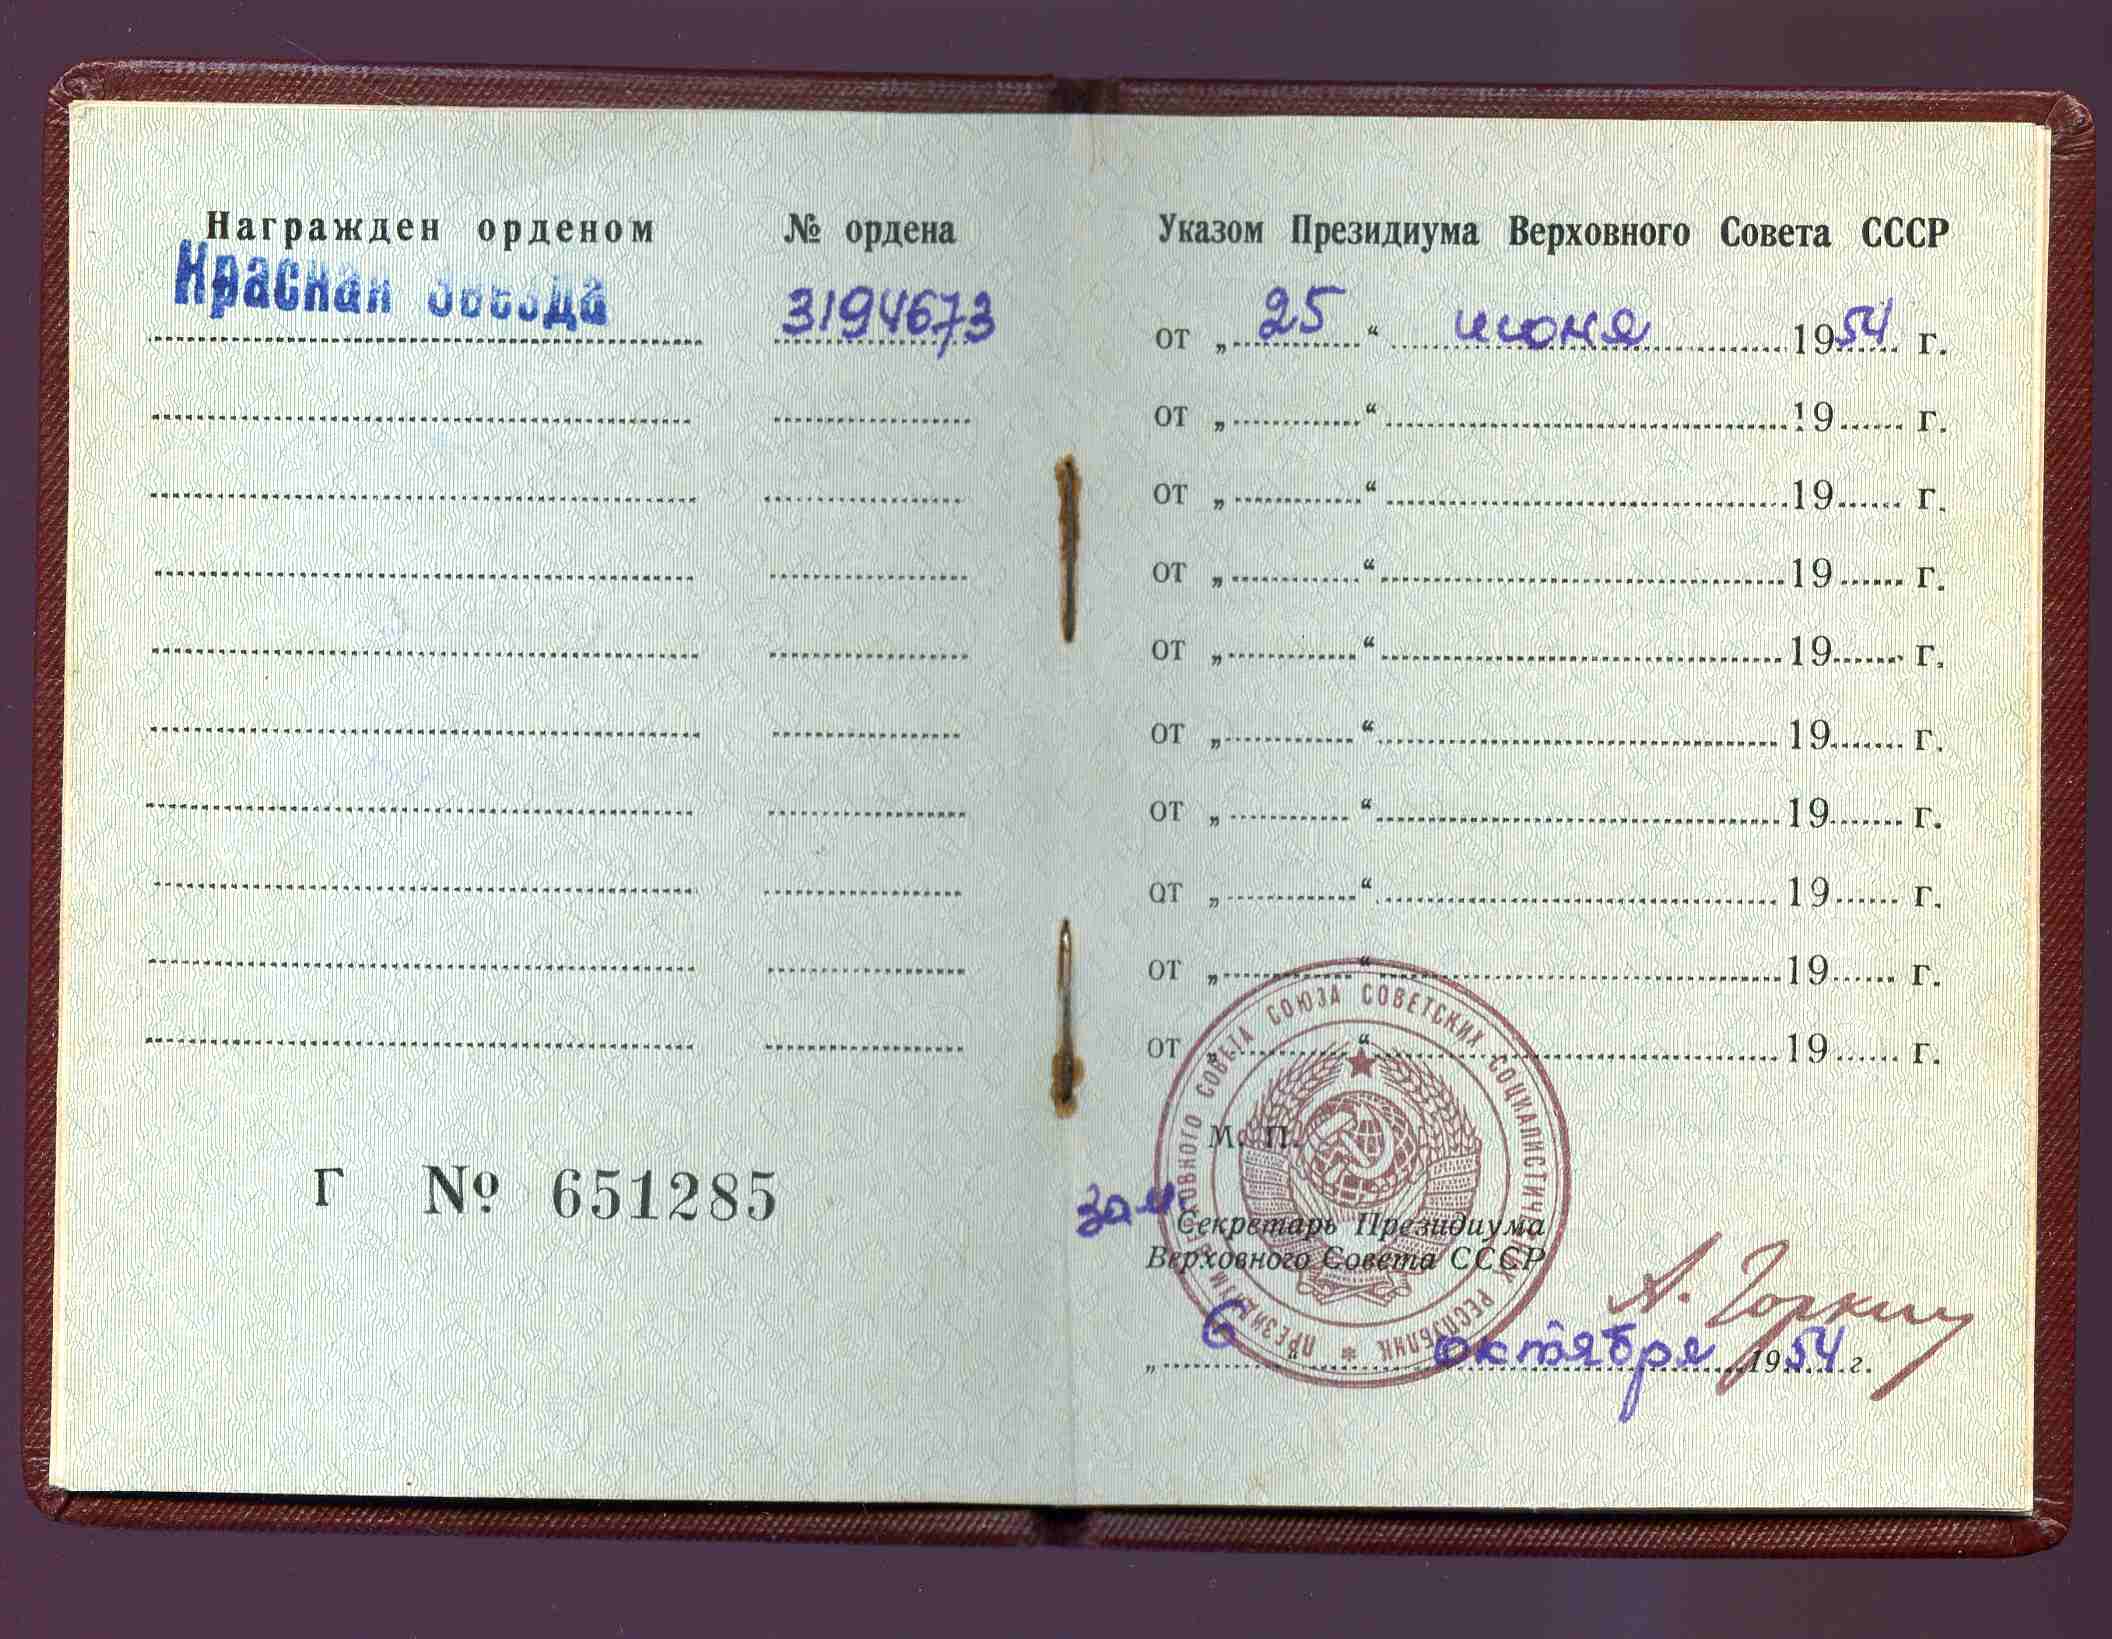 Награжден орденом № ордена
Красная Звезда 3194673
Г № 651285
Указом Президиума Верховного Совета СССР
от „25“ июня 1954 г.
от „ “ 19 г.
от „ “ 19 г.
от „ “ 19 г.
от „ “ 19 г.
от „ “ 19 г.
от „ “ 19 г.
от „ “ 19 г.
от „ “ 19 г.
от „ “ 19 г.
М. П.
зам. Секретарь Президиума
Верховного Совета СССР
А. Горкин
„6“ октября 1954 г.
ПРЕЗИДИУМ ВЕРХОВНОГО СОВЕТА СОЮЗА СОВЕТСКИХ СОЦИАЛИСТИЧЕСКИХ РЕСПУБЛИК